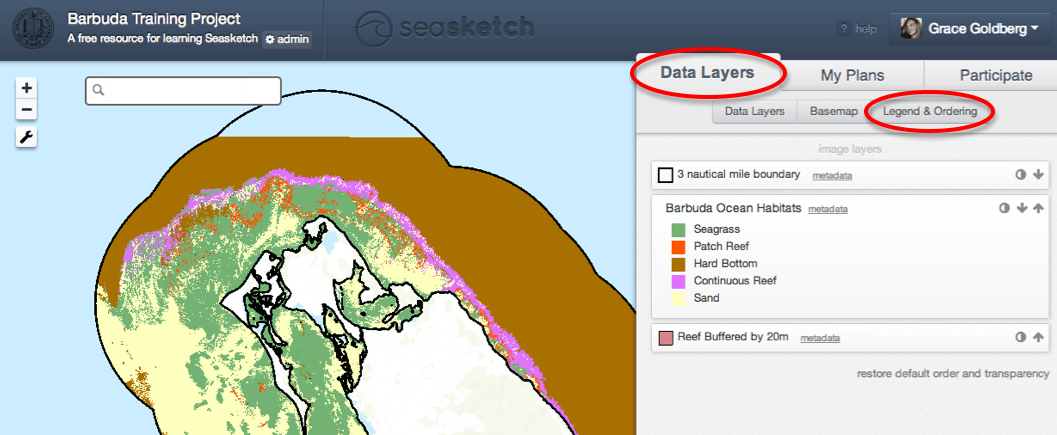 Barbuda Training Project
A free resource for learning Seasketch admin
seasketch
? help
Grace Goldberg
Data Layers
My Plans
Participate
Data Layers
Basemap
Legend & Ordering
image layers
3 nautical mile boundary metadata
Barbuda Ocean Habitats metadata
Seagrass
Patch Reef
Hard Bottom
Continuous Reef
Sand
Reef Buffered by 20m metadata
restore default order and transparency